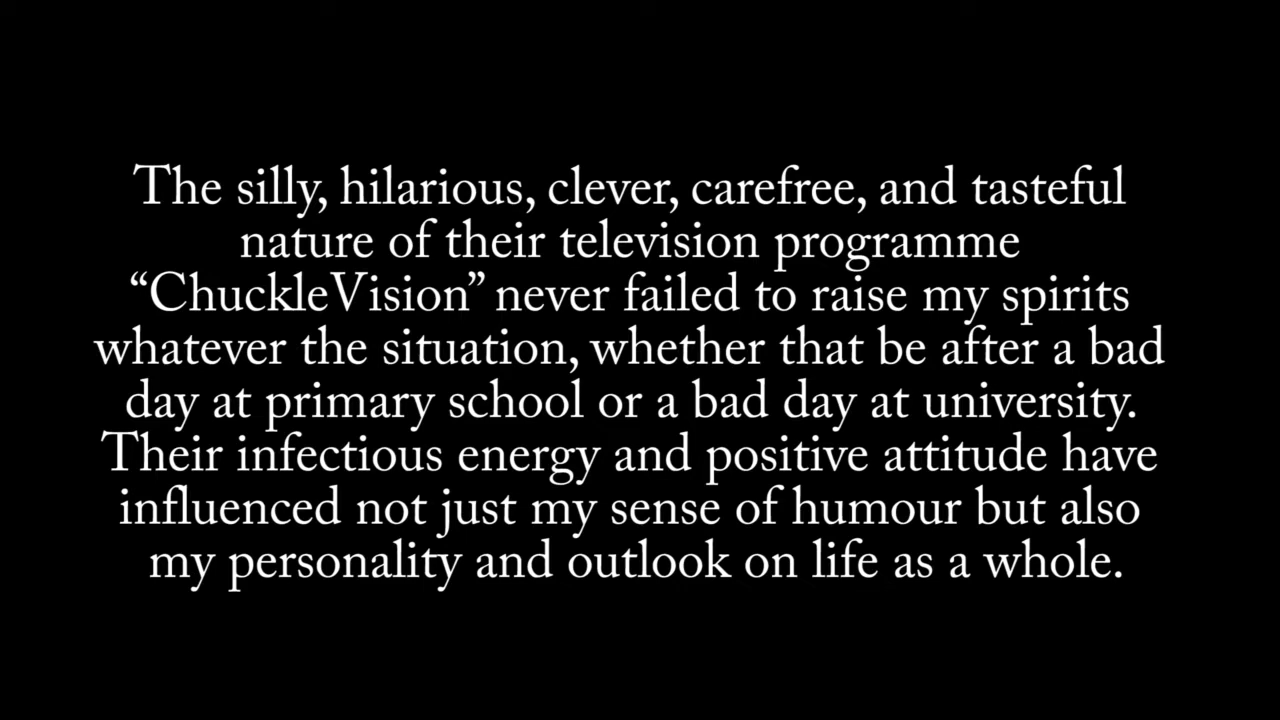 The silly, hilarious, clever, carefree, and tasteful
nature of their television programme
“ChuckleVision” never failed to raise my spirits
whatever the situation, whether that be after a bad
day at primary school or a bad day at university.
Their infectious energy and positive attitude have
influenced not just my sense of humour but also
my personality and outlook on life as a whole.